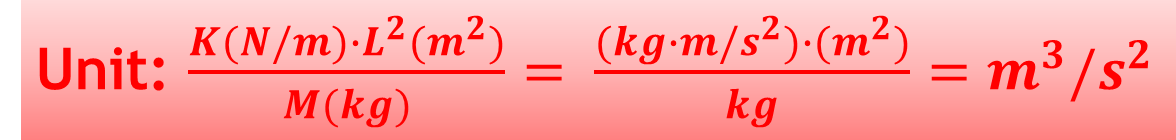 Unit: K(N/m)·L²(m²) / M(kg) = (kg·m/s²)·(m²) / kg = m³/s²